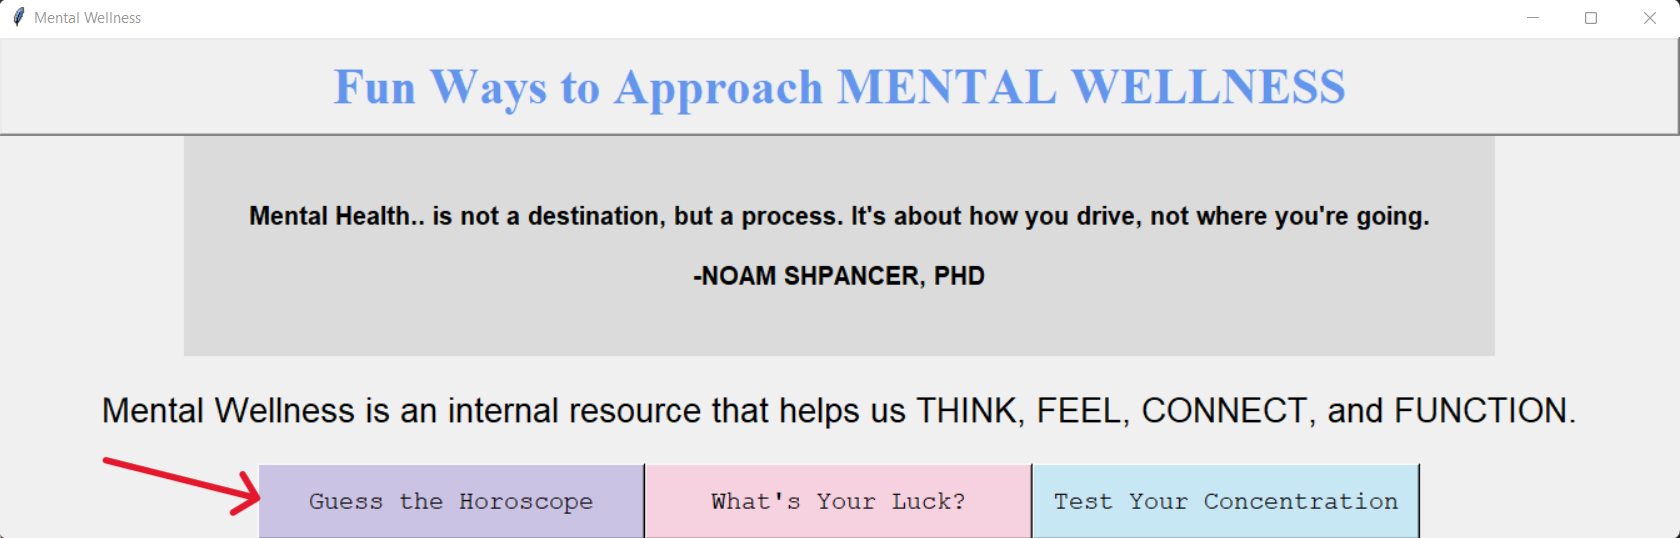 Mental Wellness
Fun Ways to Approach MENTAL WELLNESS
Mental Health.. is not a destination, but a process. It's about how you drive, not where you're going.
-NOAM SHPANCER, PHD
Mental Wellness is an internal resource that helps us THINK, FEEL, CONNECT, and FUNCTION.
Guess the Horoscope
What's Your Luck?
Test Your Concentration